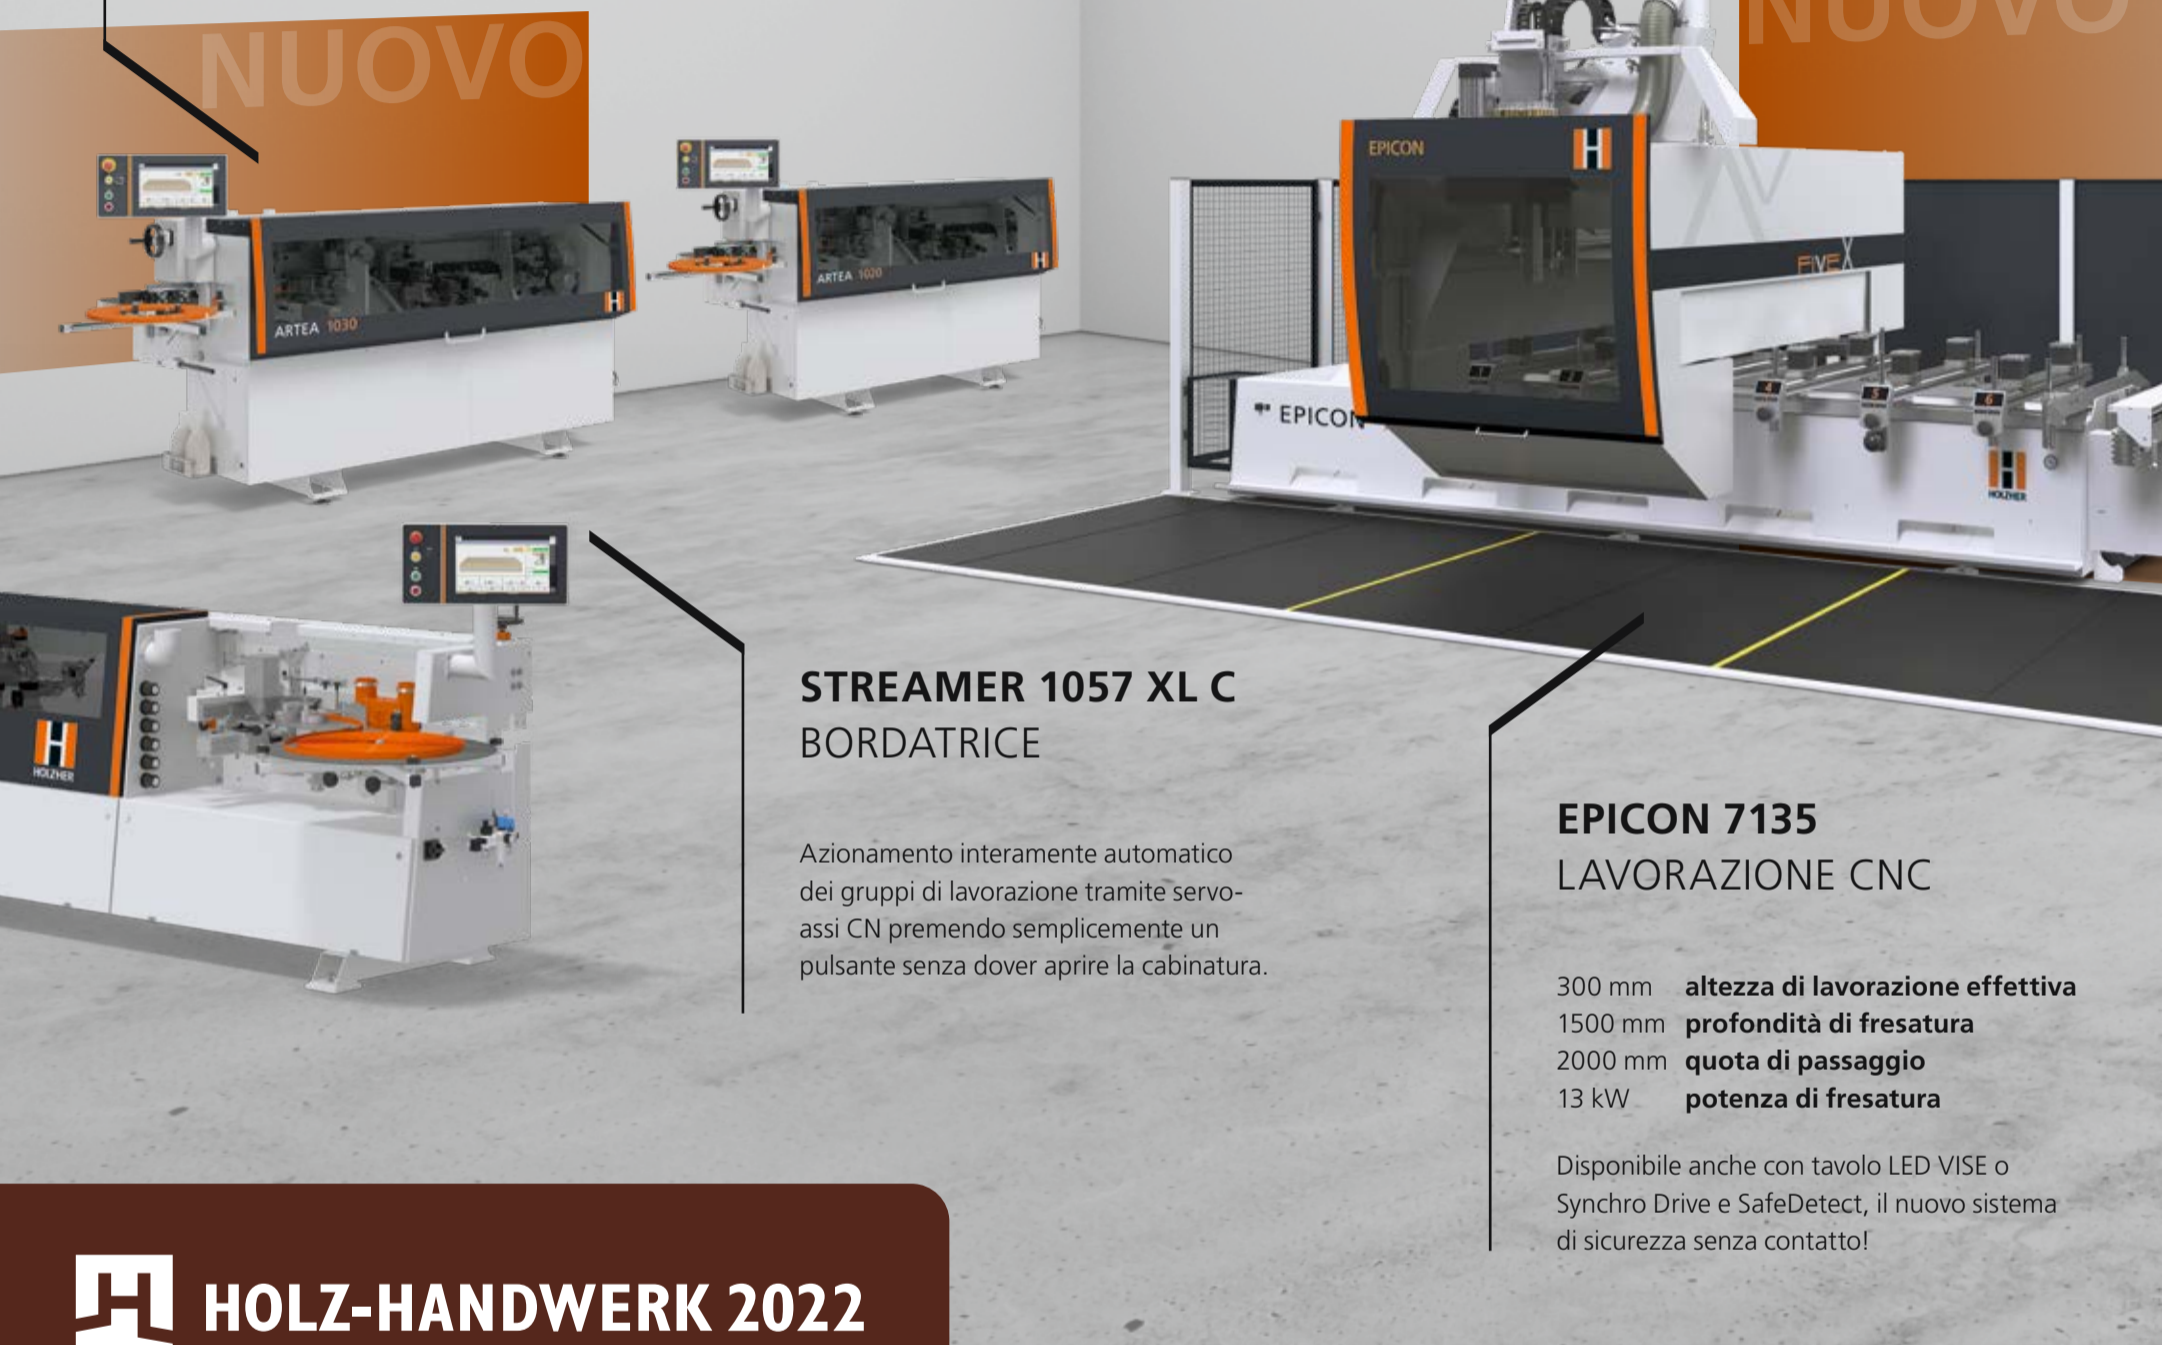 NUOVO
NUOVO
EPICON
FIVE X
ARTEA 1030
ARTEA 1020
EPICON
4
5
6
HOLZHER
HOLZHER
STREAMER 1057 XL C
BORDATRICE
Azionamento interamente automatico
dei gruppi di lavorazione tramite servo-
assi CN premendo semplicemente un
pulsante senza dover aprire la cabinatura.
EPICON 7135
LAVORAZIONE CNC
300 mm altezza di lavorazione effettiva
1500 mm profondità di fresatura
2000 mm quota di passaggio
13 kW potenza di fresatura
Disponibile anche con tavolo LED VISE o
Synchro Drive e SafeDetect, il nuovo sistema
di sicurezza senza contatto!
HOLZ-HANDWERK 2022